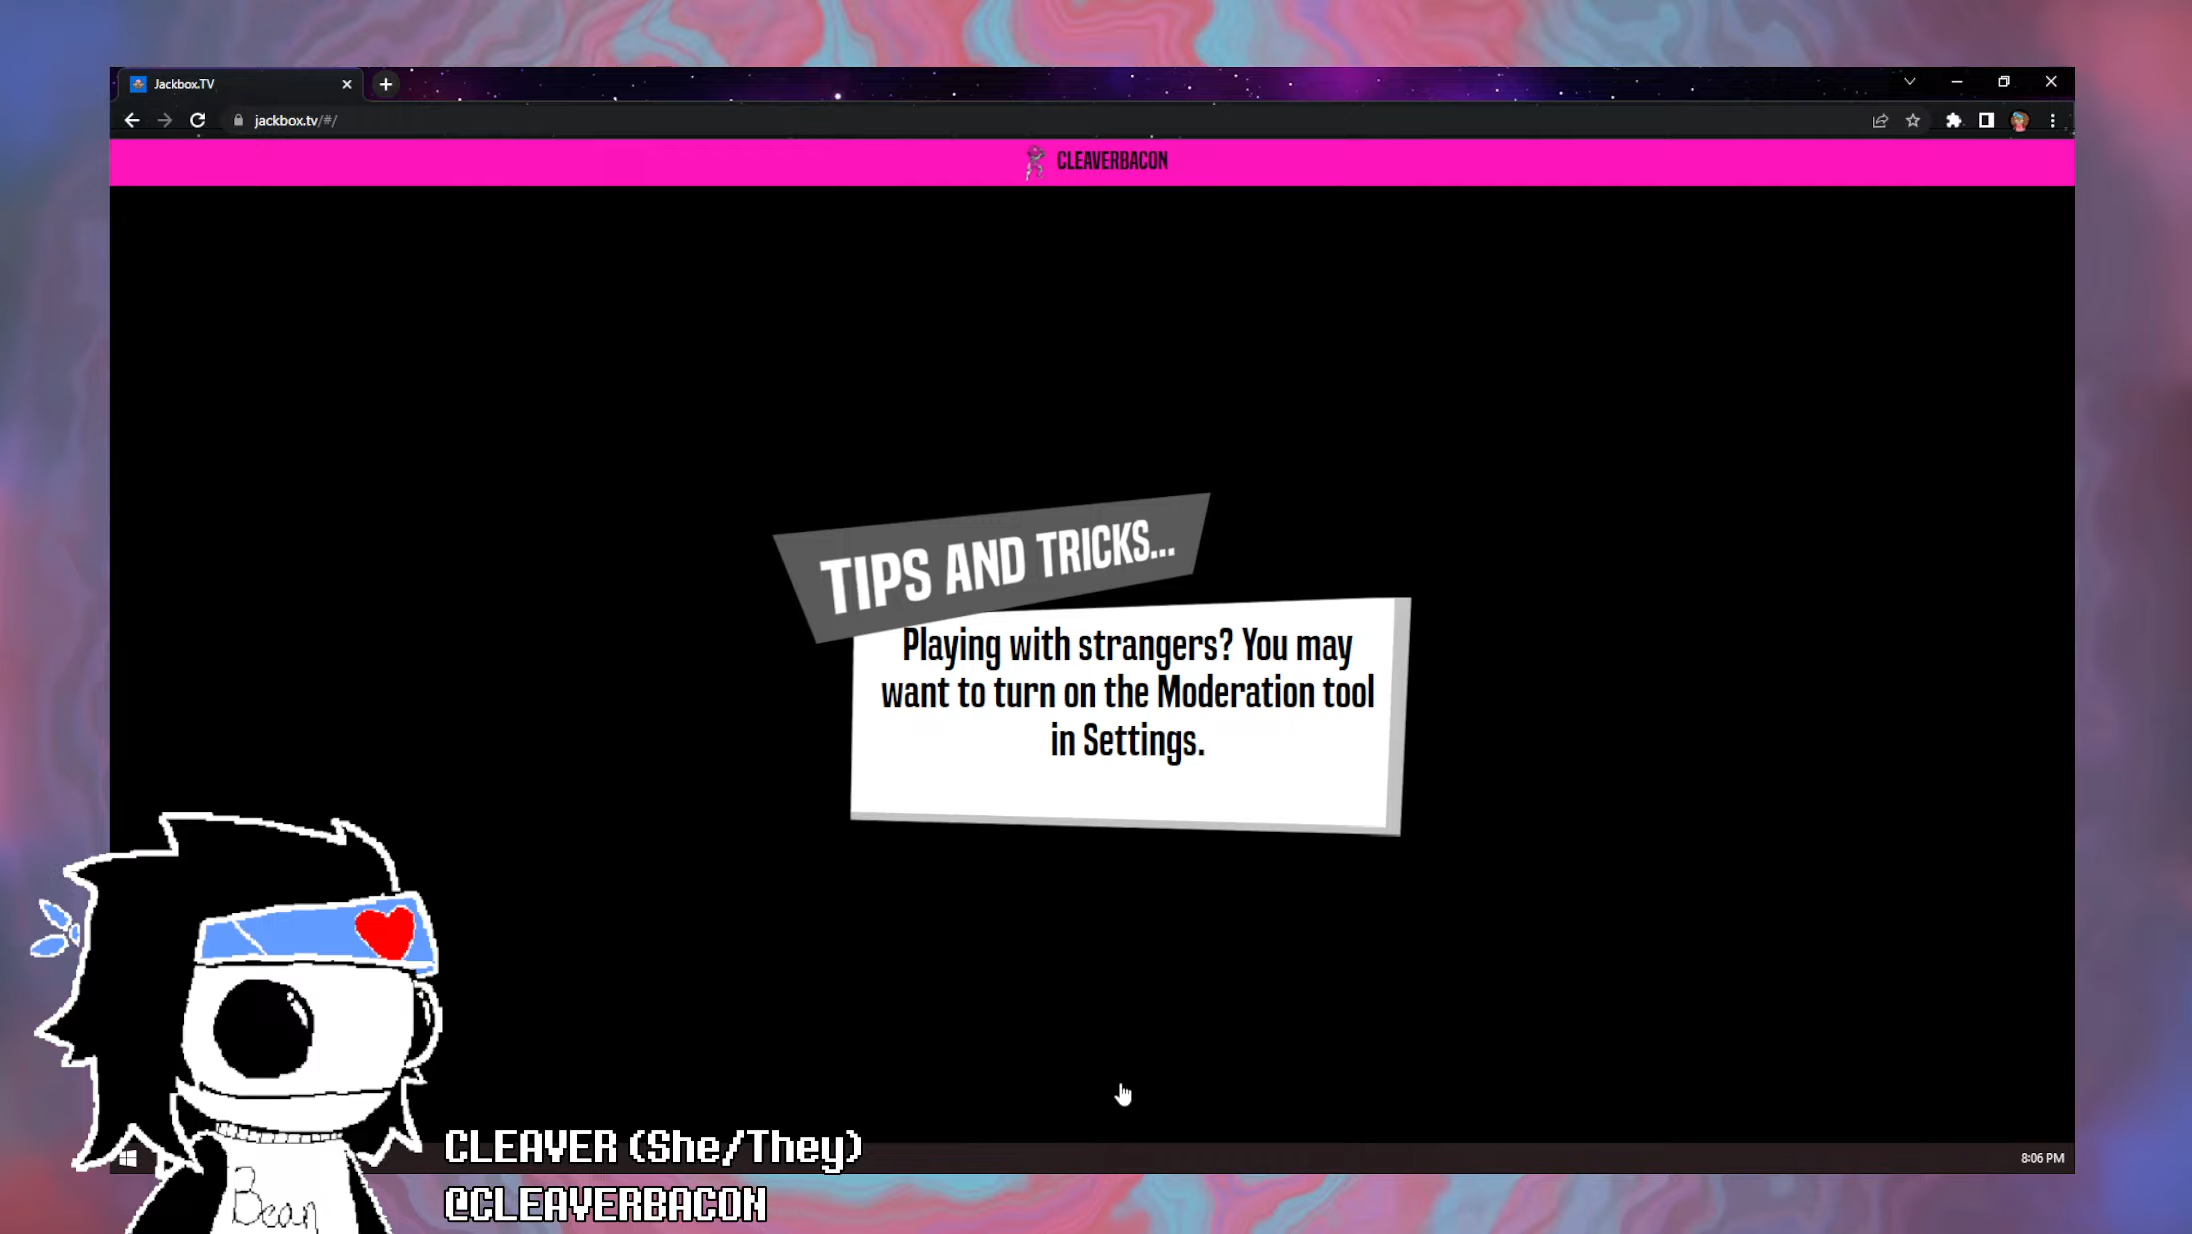 Jackbox.TV
jackbox.tv/#/
CLEAVERBACON
TIPS AND TRICKS...
Playing with strangers? You may
want to turn on the Moderation tool
in Settings.
Bean
CLEAVER (She/They)
@CLEAVERBACON
8:06 PM